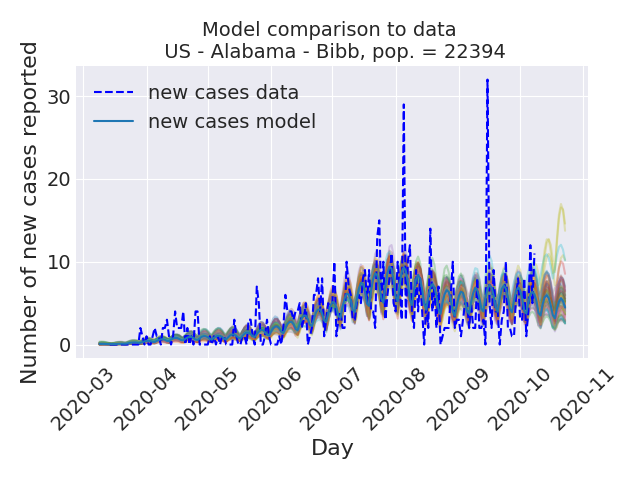 Model comparison to data
US - Alabama - Bibb, pop. = 22394
Number of new cases reported
new cases data
new cases model
30
20
10
0
2020-03
2020-04
2020-05
2020-06
2020-07
2020-08
2020-09
2020-10
2020-11
Day